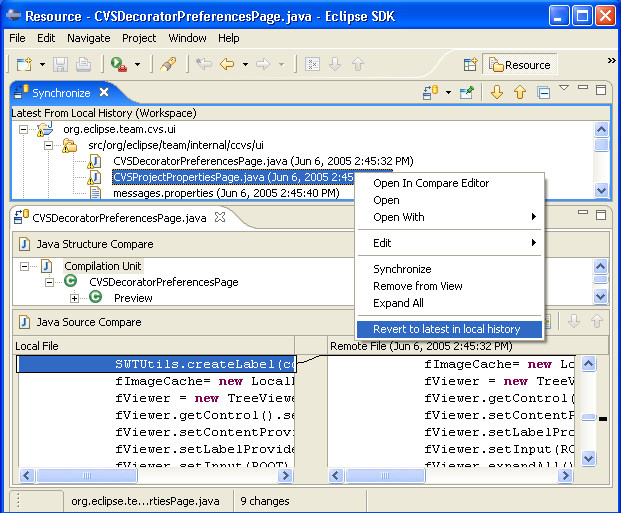 Resource - CVSDecoratorPreferencesPage.java - Eclipse SDK
File Edit Navigate Project Window Help
Resource
Synchronize
Latest From Local History (Workspace)
org.eclipse.team.cvs.ui
src/org/eclipse/team/internal/ccvs/ui
CVSDecoratorPreferencesPage.java (Jun 6, 2005 2:45:32 PM)
CVSProjectPropertiesPage.java (Jun 6, 2005 2:45
messages.properties (Jun 6, 2005 2:45:40 PM)
Open In Compare Editor
Open
Open With
Edit
Synchronize
Remove from View
Expand All
Revert to latest in local history
CVSDecoratorPreferencesPage.java
Java Structure Compare
Compilation Unit
CVSDecoratorPreferencesPage
Preview
Java Source Compare
Local File
SWTUtils.createLabel(co
fImageCache= new Locall
fViewer = new TreeViewe
fViewer.getControl().se
fViewer.setContentProvi
fViewer.setLabelProvide
fViewer.setInput(ROOT)
Remote File (Jun 6, 2005 2:45:32 PM)
fImageCache= new
fViewer = new TreeV
fViewer.getControl(
fViewer.setContentP
fViewer.setLabelPro
fViewer.setInput(RO
fViewer.expandAll(
org.eclipse.te...rtiesPage.java
9 changes